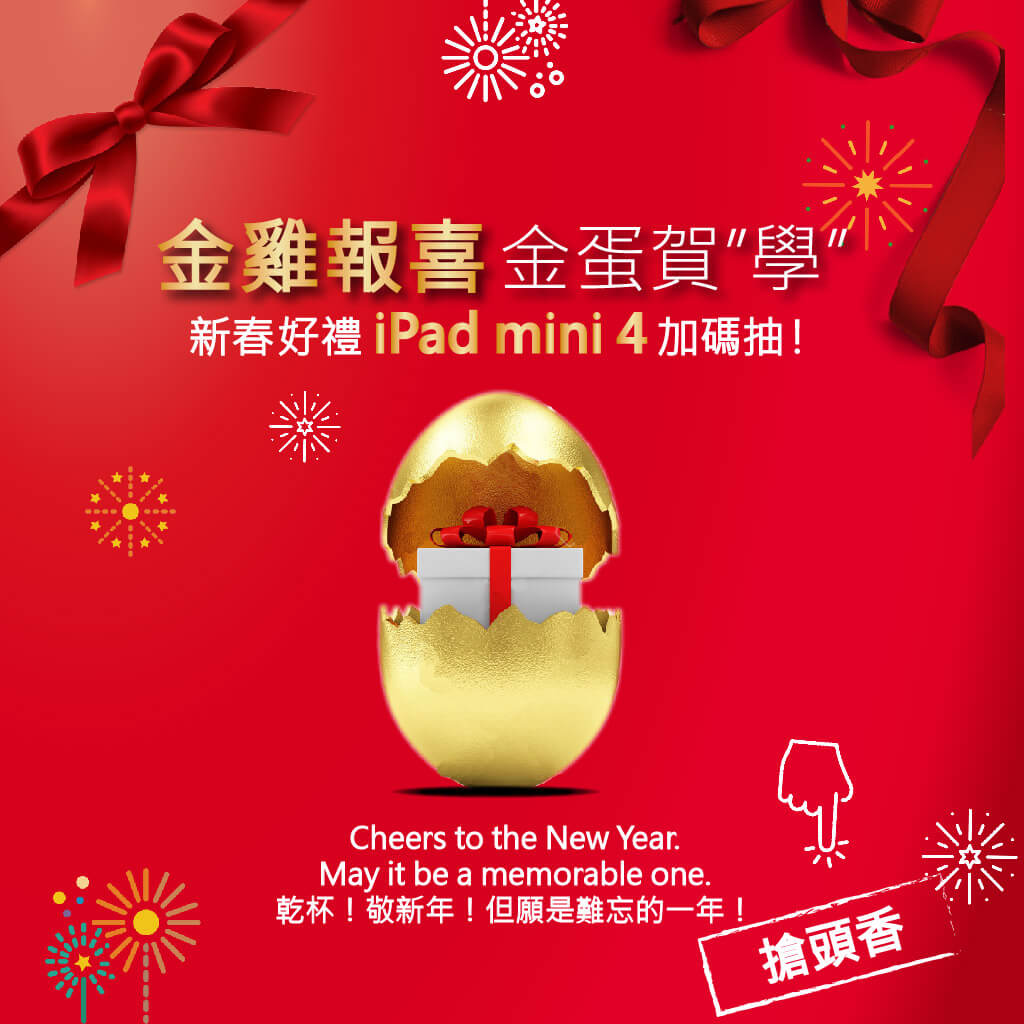 金雞報喜 金蛋賀"學"
新春好禮 iPad mini 4 加碼抽!
Cheers to the New Year.
May it be a memorable one.
乾杯!敬新年!但願是難忘的一年!
搶頭香